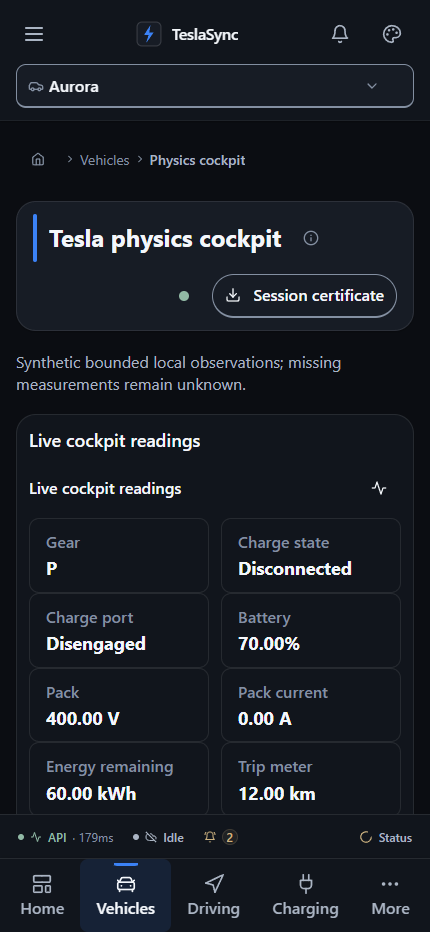 TeslaSync
Aurora
Vehicles
Physics cockpit
Tesla physics cockpit
Session certificate
Synthetic bounded local observations; missing
measurements remain unknown.
Live cockpit readings
Live cockpit readings
Gear
P
Charge state
Disconnected
Charge port
Disengaged
Battery
70.00%
Pack
400.00 V
Pack current
0.00 A
Energy remaining
60.00 kWh
Trip meter
12.00 km
API · 179ms
Idle
2
Status
Home
Vehicles
Driving
Charging
More